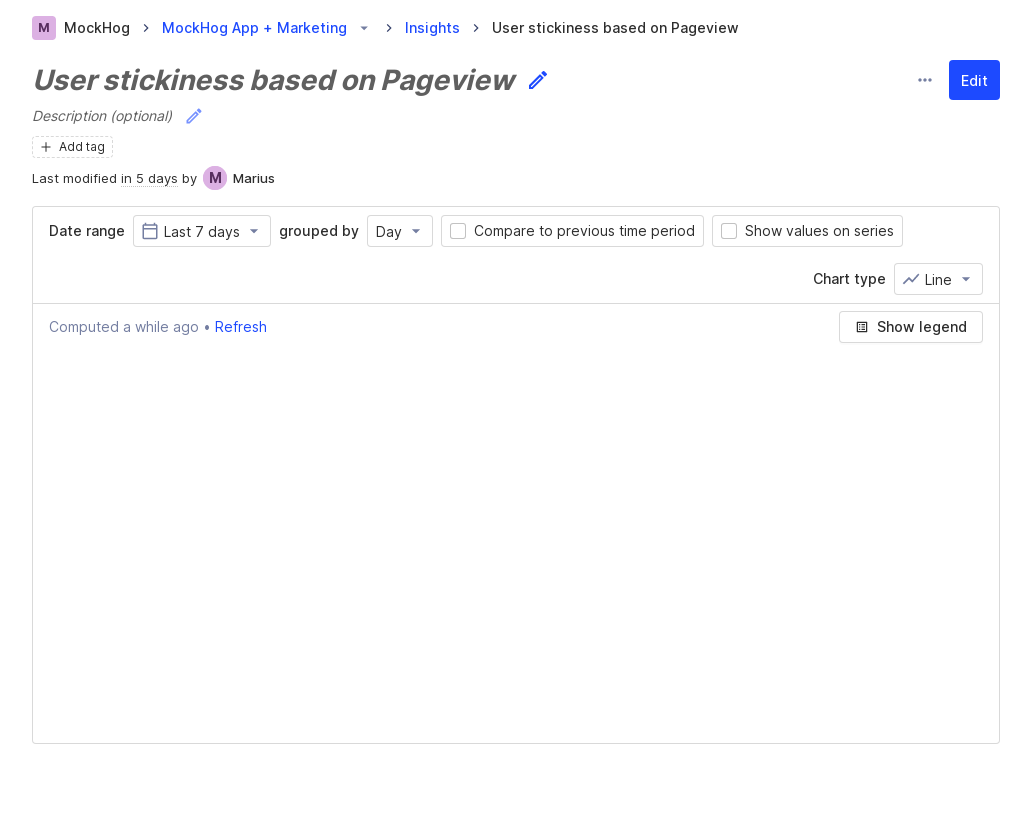 M MockHog MockHog App + Marketing Insights User stickiness based on Pageview
User stickiness based on Pageview
Edit
Description (optional)
Add tag
Last modified in 5 days by M Marius
Date range Last 7 days grouped by Day Compare to previous time period Show values on series
Chart type Line
Computed a while ago • Refresh Show legend